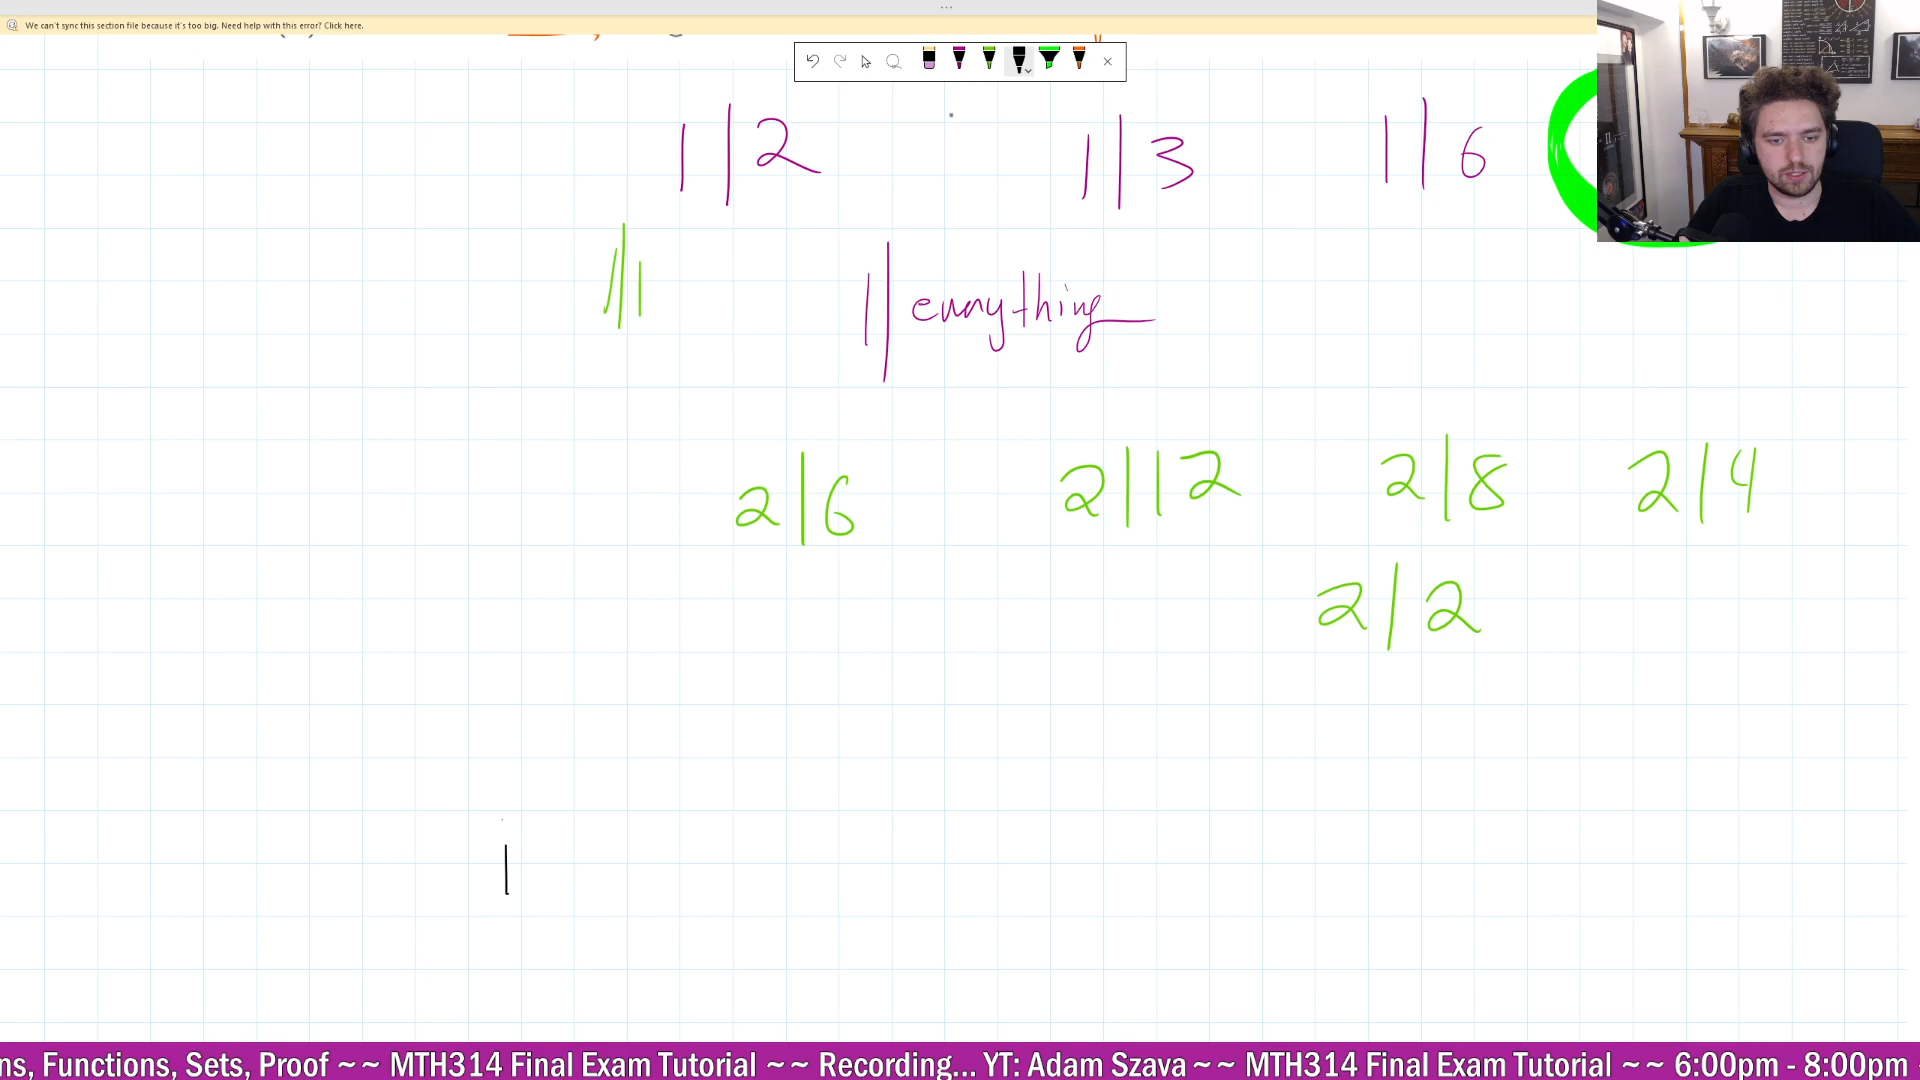 We can't sync this section file because it's too big. Need help with this error? Click here.
1|2 1|3 1|6
1|1 1|everything
2|6 2|12 2|8 2|4
2|2
ns, Functions, Sets, Proof ~~ MTH314 Final Exam Tutorial ~~ Recording... YT: Adam Szava ~~ MTH314 Final Exam Tutorial ~~ 6:00pm - 8:00pm